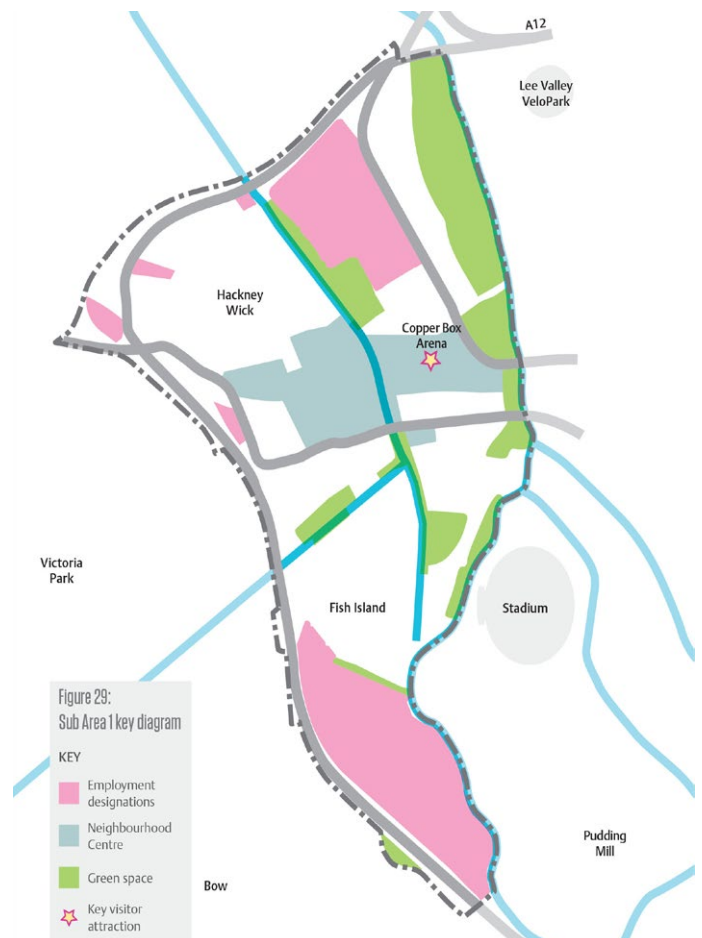 A12
Lee Valley
VeloPark
Hackney
Wick
Copper Box
Arena
Victoria
Park
Fish Island
Stadium
Figure 29:
Sub Area 1 key diagram
KEY
Employment
designations
Neighbourhood
Centre
Green space
Key visitor
attraction
Pudding
Mill
Bow